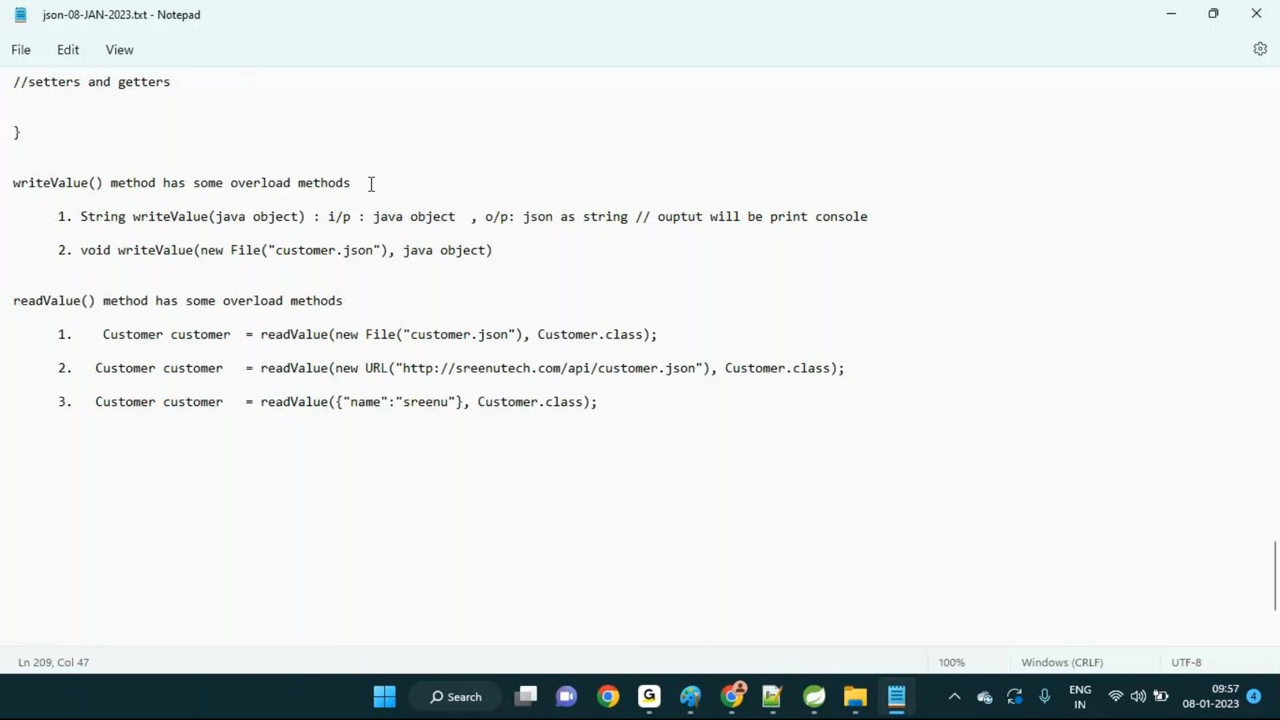 json-08-JAN-2023.txt - Notepad
File Edit View
//setters and getters
}
writeValue() method has some overload methods
1. String writeValue(java object) : i/p : java object  , o/p: json as string // ouptut will be print console
2. void writeValue(new File("customer.json"), java object)
readValue() method has some overload methods
1.    Customer customer  = readValue(new File("customer.json"), Customer.class);
2.   Customer customer   = readValue(new URL("http://sreenutech.com/api/customer.json"), Customer.class);
3.   Customer customer   = readValue({"name":"sreenu"}, Customer.class);
Ln 209, Col 47 100% Windows (CRLF) UTF-8
Search ENG IN 09:57 08-01-2023 4